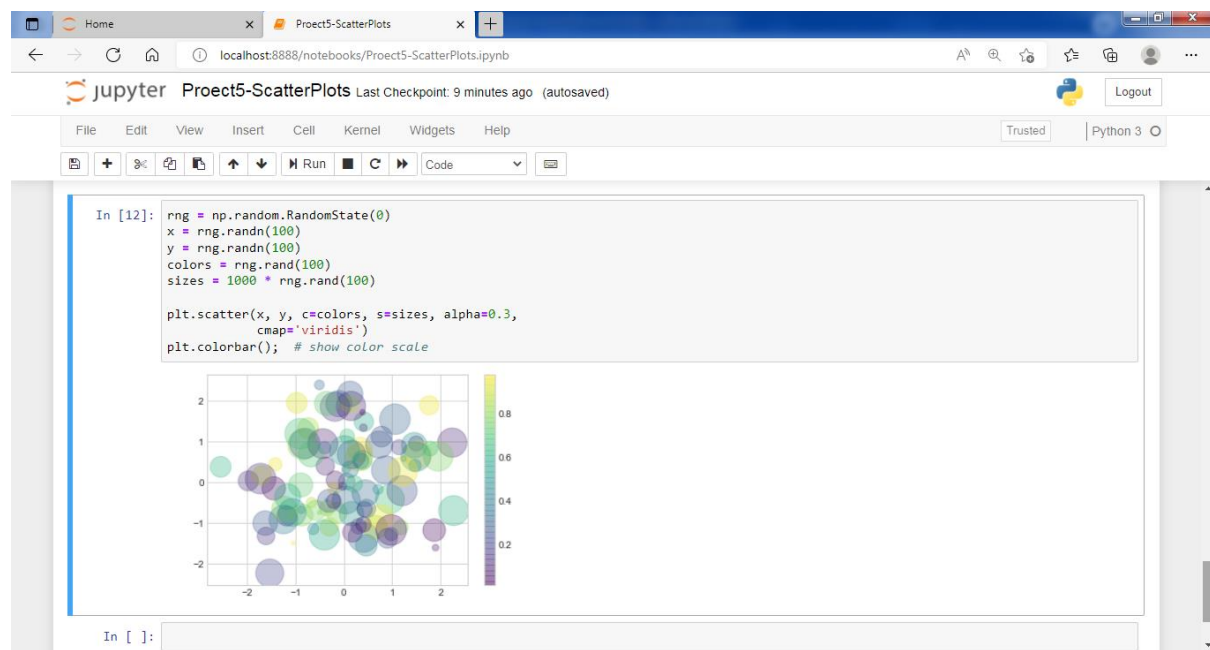 Home
Proect5-ScatterPlots
localhost:8888/notebooks/Proect5-ScatterPlots.ipynb
jupyter Proect5-ScatterPlots Last Checkpoint: 9 minutes ago (autosaved)
Logout
File Edit View Insert Cell Kernel Widgets Help
Trusted Python 3
Run Code
In [12]: rng = np.random.RandomState(0)
x = rng.randn(100)
y = rng.randn(100)
colors = rng.rand(100)
sizes = 1000 * rng.rand(100)
plt.scatter(x, y, c=colors, s=sizes, alpha=0.3,
cmap='viridis')
plt.colorbar(); # show color scale
2
1
0
−1
−2
−2 −1 0 1 2
0.8
0.6
0.4
0.2
In [ ]: